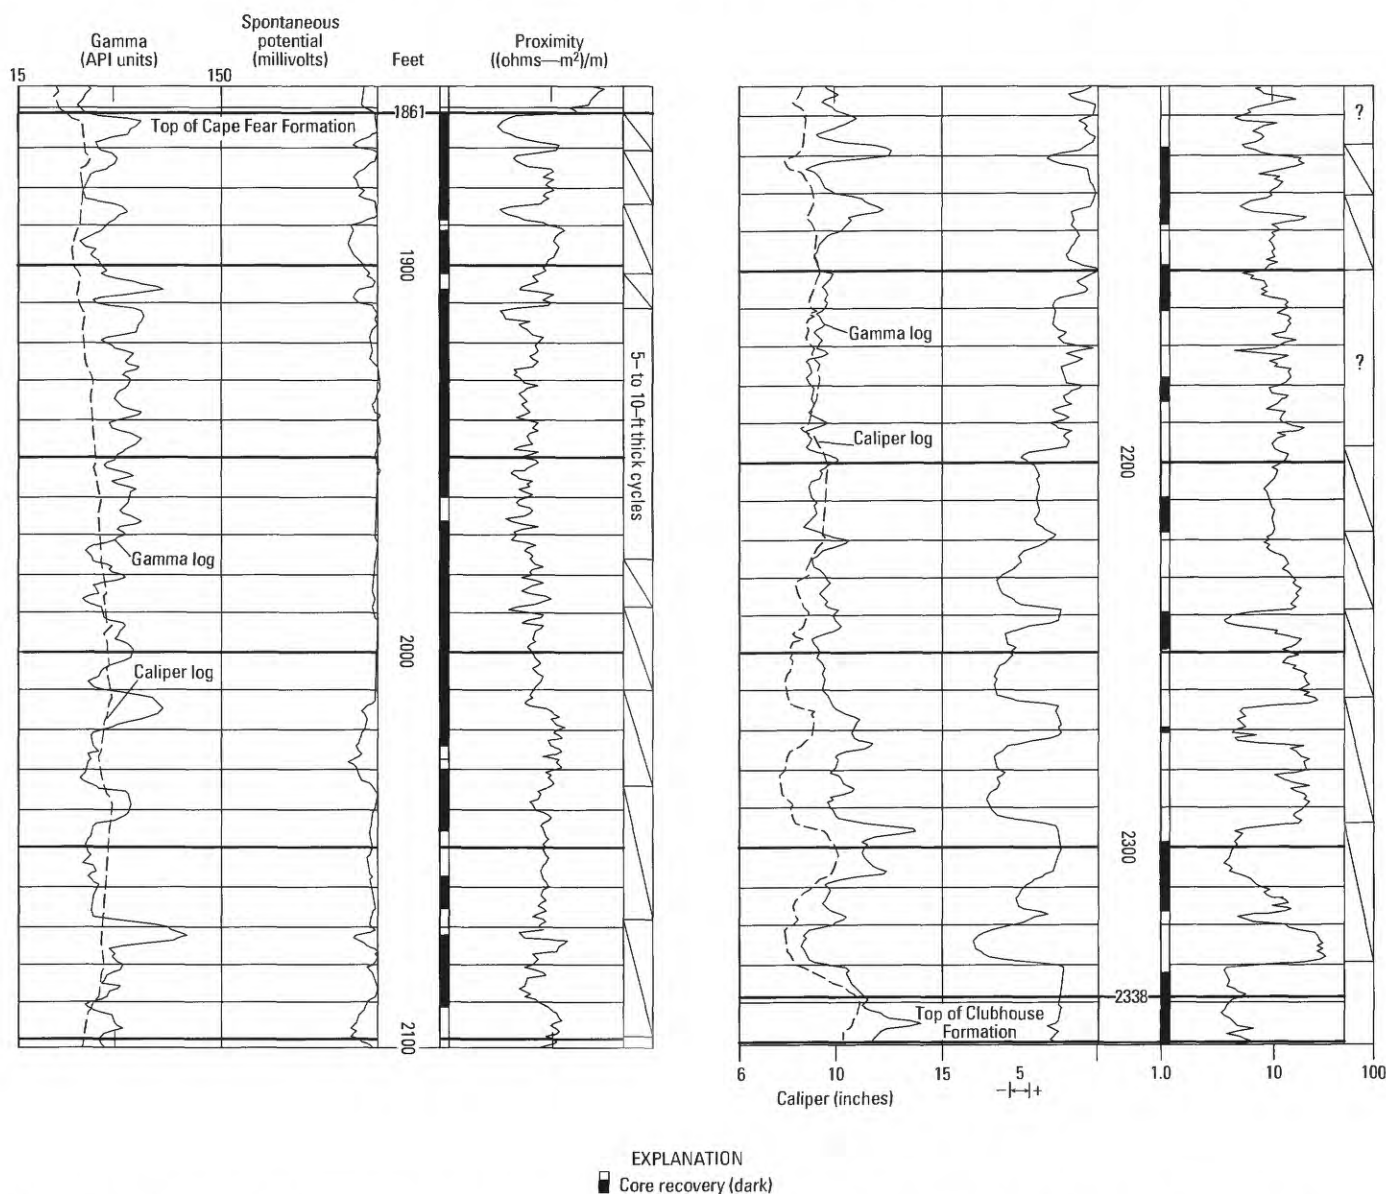 Gamma
(API units)
Spontaneous
potential
(millivolts)
Feet
Proximity
((ohms—m²)/m)
15
150
1861
Top of Cape Fear Formation
1900
5– to 10–ft thick cycles
Gamma log
2000
Caliper log
2100
?
Gamma log
?
Caliper log
2200
2300
2338
Top of Clubhouse
Formation
6
10
15
5
1.0
10
100
Caliper (inches)
– +
EXPLANATION
Core recovery (dark)